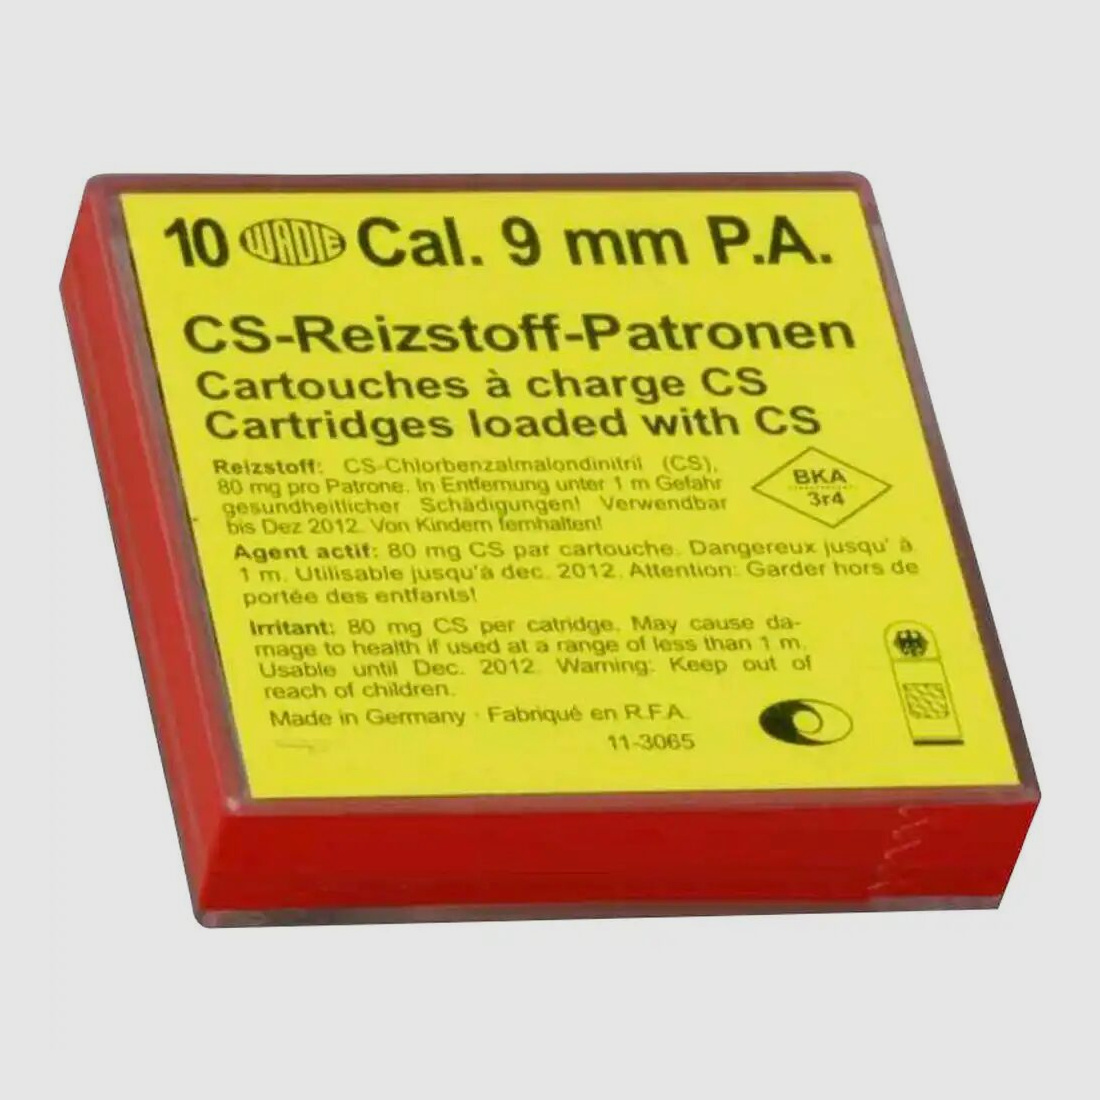 10 WADIE Cal. 9 mm P.A.
CS-Reizstoff-Patronen
Cartouches à charge CS
Cartridges loaded with CS
Reizstoff: CS-Chlorbenzalmalondinitril (CS),
80 mg pro Patrone. In Entfernung unter 1 m Gefahr
gesundheitlicher Schädigungen! Verwendbar
bis Dez 2012. Von Kindern fernhalten!
BKA
3r4
Agent actif: 80 mg CS par cartouche. Dangereux jusqu' à
1 m. Utilisable jusqu'à dec. 2012. Attention: Garder hors de
portée des entfants!
Irritant: 80 mg CS per catridge. May cause da-
mage to health if used at a range of less than 1 m.
Usable until Dec. 2012. Warning: Keep out of
reach of children.
Made in Germany · Fabriqué en R.F.A.
11-3065